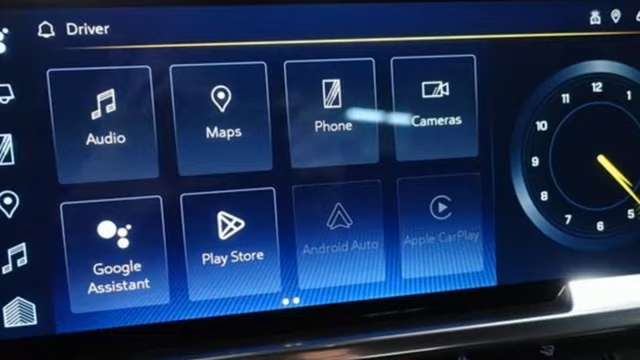 Driver
Audio
Maps
Phone
Cameras
Google
Assistant
Play Store
Android Auto
Apple CarPlay
11
12
1
10
9
8
7
6
5